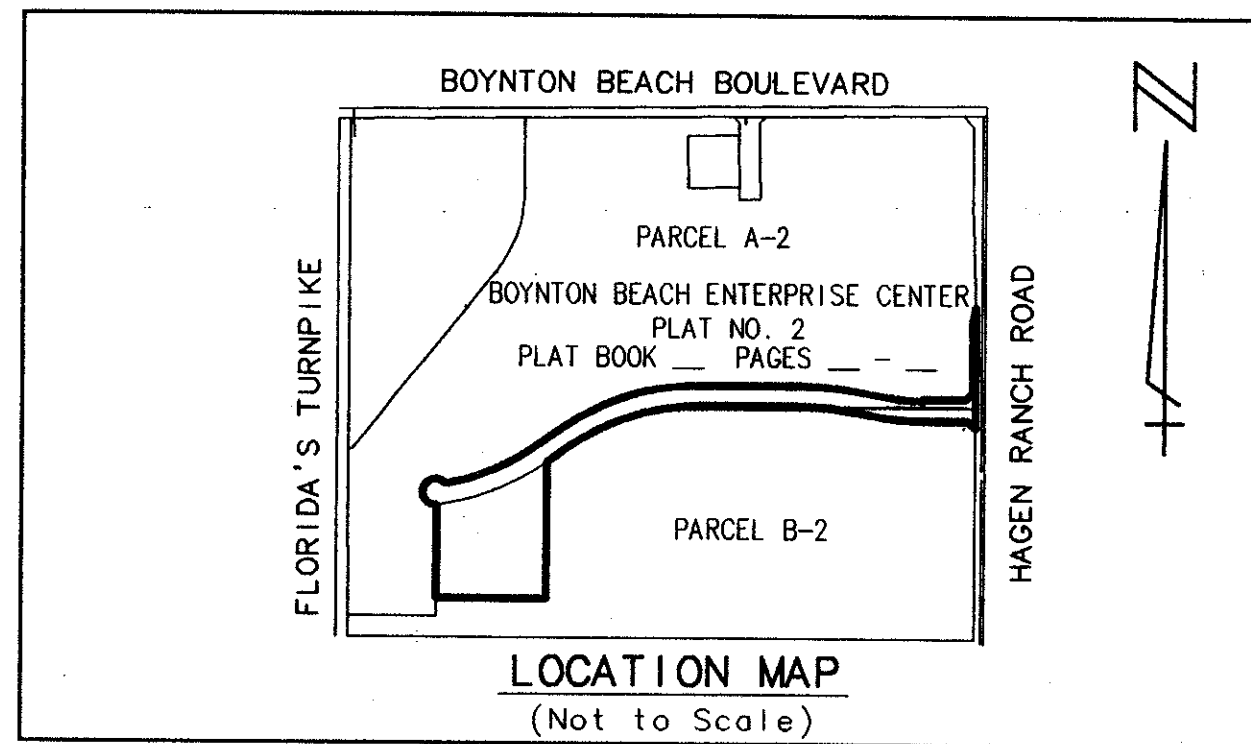 BOYNTON BEACH BOULEVARD
N
PARCEL A-2
FLORIDA'S TURNPIKE
BOYNTON BEACH ENTERPRISE CENTER
PLAT NO. 2
PLAT BOOK __ PAGES __ - __
HAGEN RANCH ROAD
PARCEL B-2
LOCATION MAP
(Not to Scale)